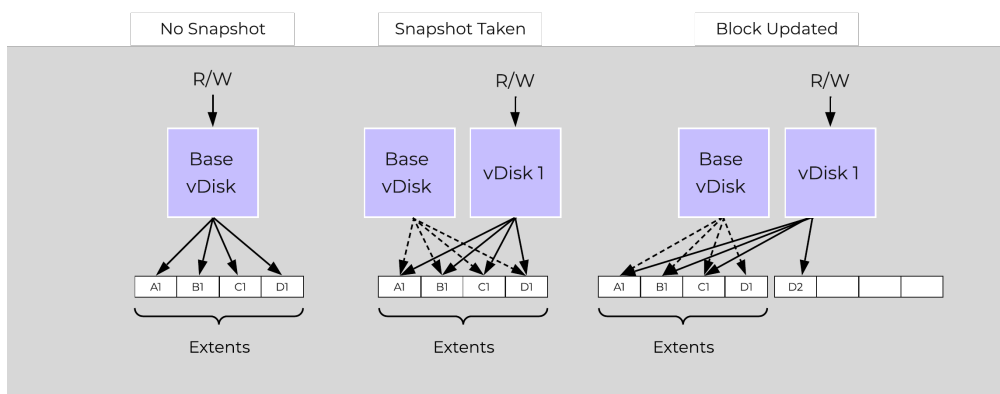 No Snapshot
Snapshot Taken
Block Updated
R/W
R/W
R/W
Base
vDisk
Base
vDisk
vDisk 1
Base
vDisk
vDisk 1
A1 B1 C1 D1
A1 B1 C1 D1
A1 B1 C1 D1 D2
Extents
Extents
Extents